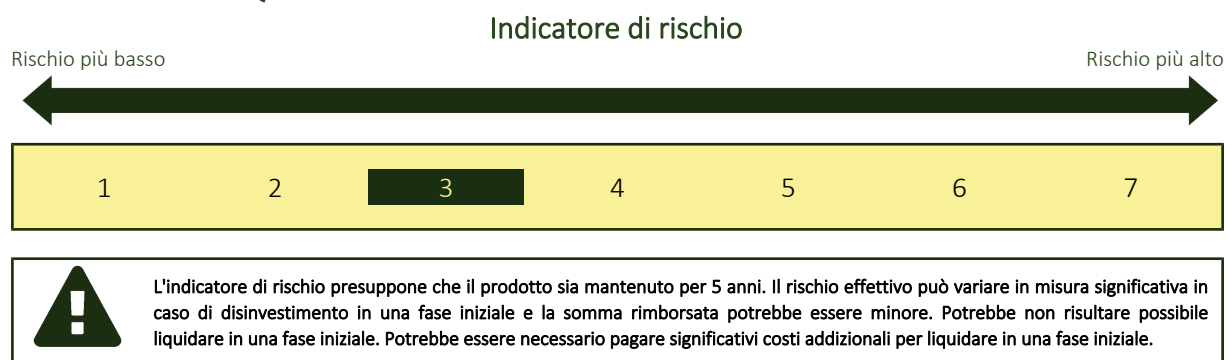 Indicatore di rischio
Rischio più basso
Rischio più alto
1 2 3 4 5 6 7
L'indicatore di rischio presuppone che il prodotto sia mantenuto per 5 anni. Il rischio effettivo può variare in misura significativa in
caso di disinvestimento in una fase iniziale e la somma rimborsata potrebbe essere minore. Potrebbe non risultare possibile
liquidare in una fase iniziale. Potrebbe essere necessario pagare significativi costi addizionali per liquidare in una fase iniziale.